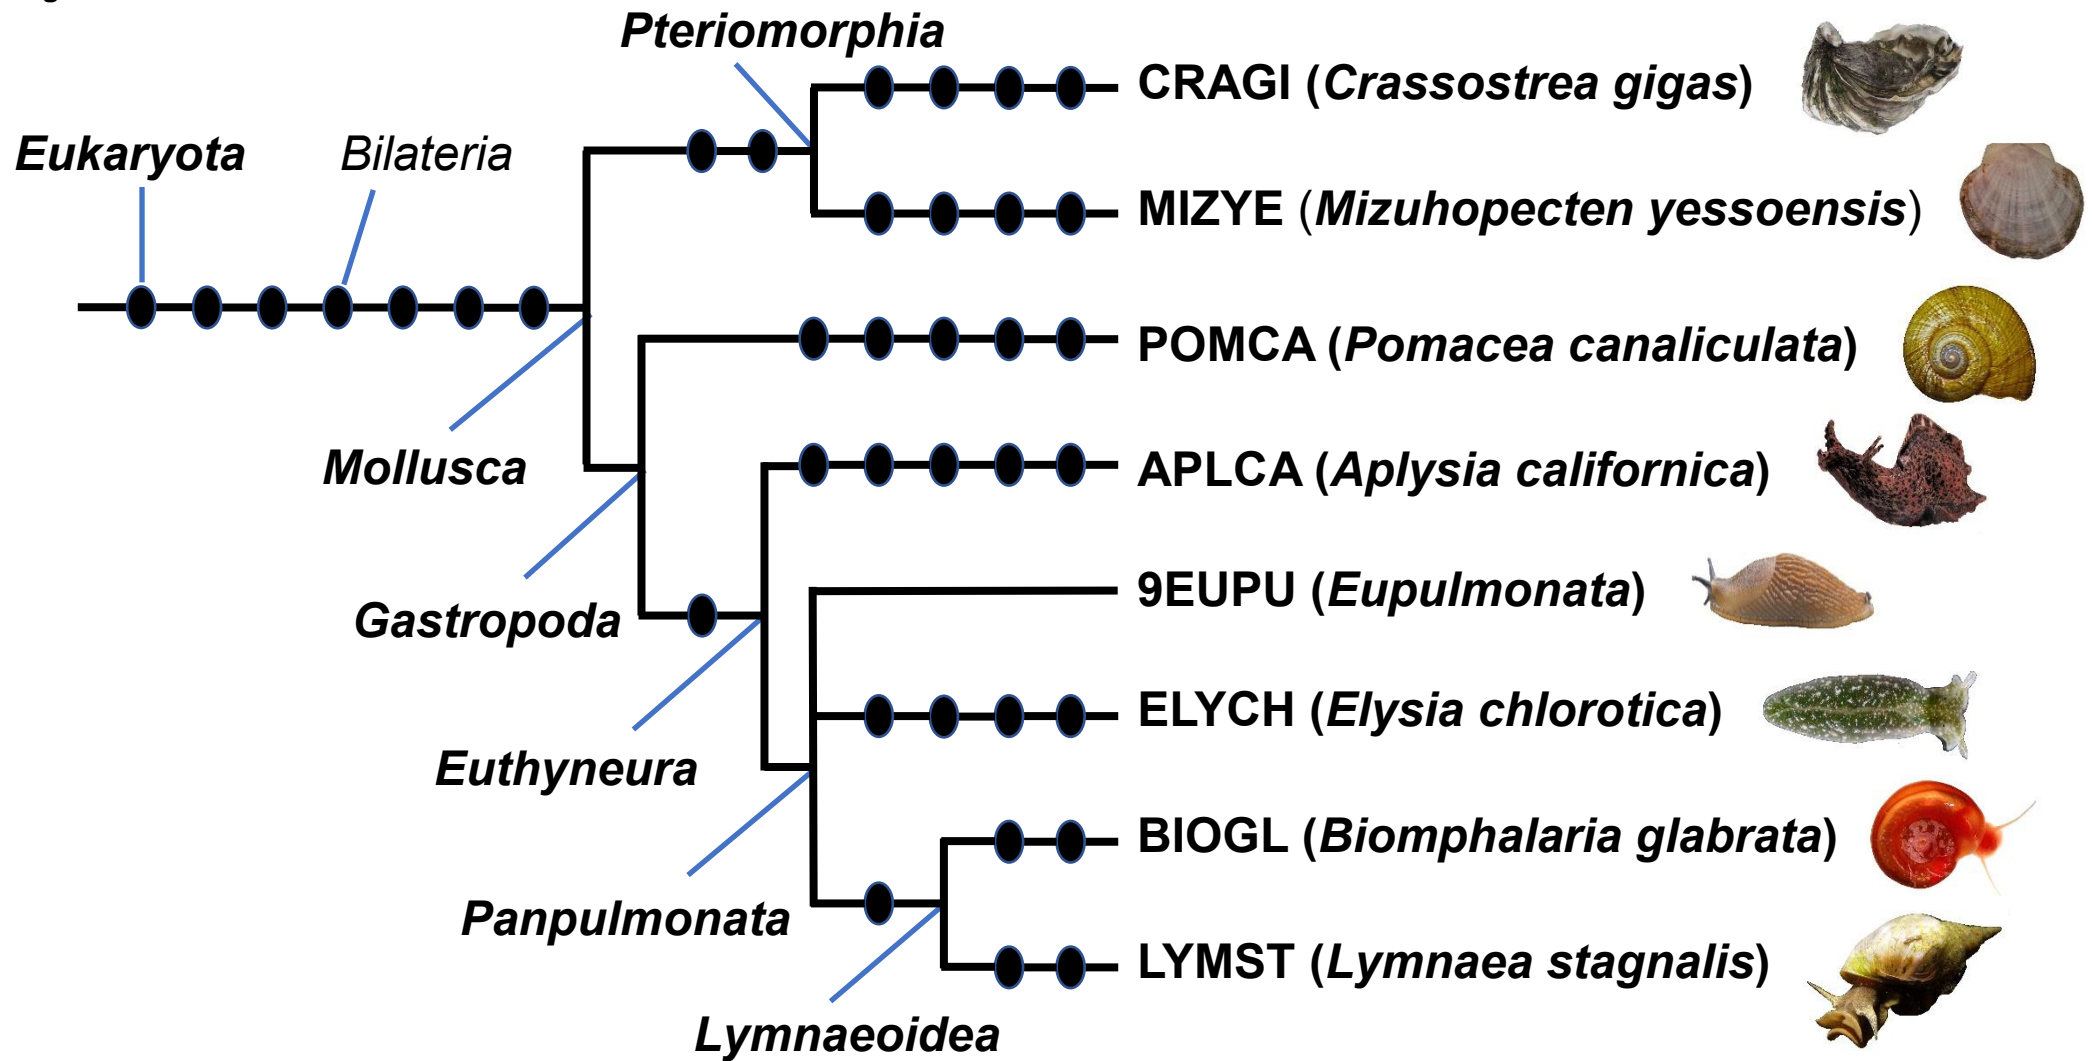 Pteriomorphia
CRAGI (Crassostrea gigas)
Eukaryota
Bilateria
MIZYE (Mizuhopecten yessoensis)
POMCA (Pomacea canaliculata)
Mollusca
APLCA (Aplysia californica)
Gastropoda
9EUPU (Eupulmonata)
ELYCH (Elysia chlorotica)
Euthyneura
BIOGL (Biomphalaria glabrata)
Panpulmonata
LYMST (Lymnaea stagnalis)
Lymnaeoidea